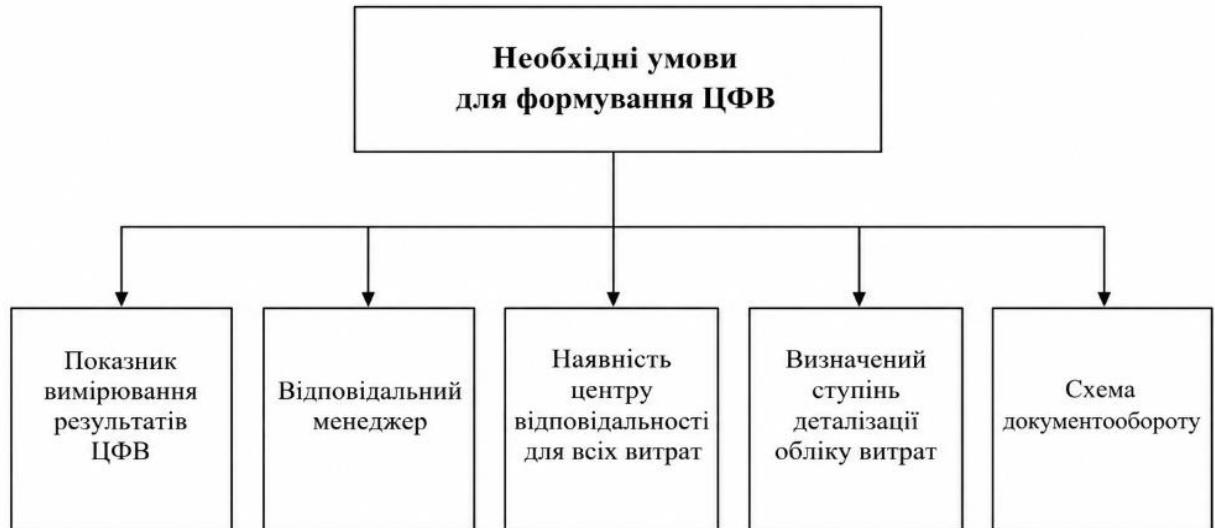 Необхідні умови
для формування ЦФВ
Показник
вимірювання
результатів
ЦФВ
Відповідальний
менеджер
Наявність
центру
відповідальності
для всіх витрат
Визначений
ступінь
деталізації
обліку витрат
Схема
документообороту